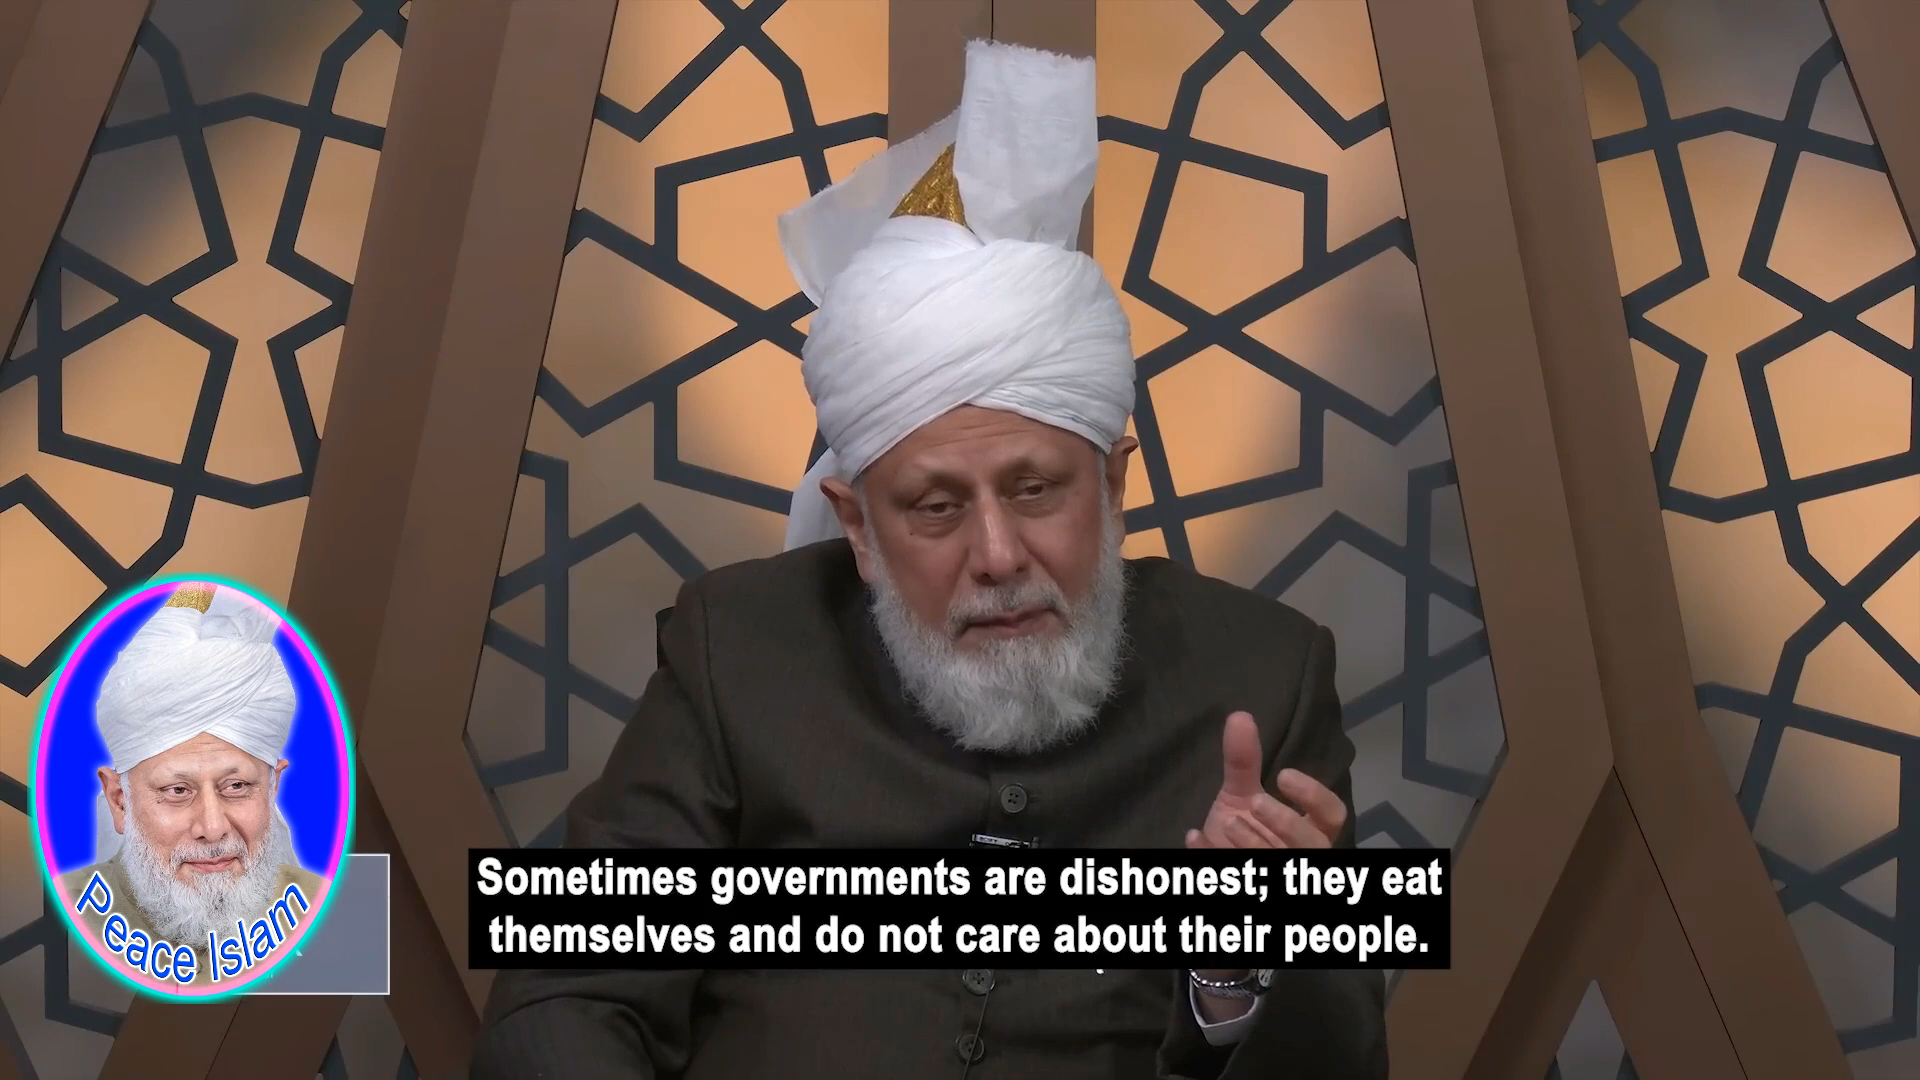 Sometimes governments are dishonest; they eat
themselves and do not care about their people.
Peace Islam